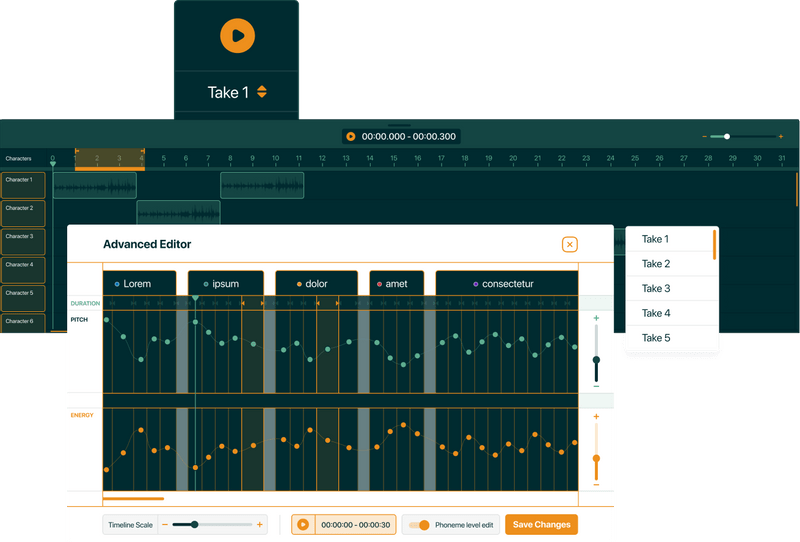 Take 1
00:00.000 - 00:00.300
Characters
0 1 2 3 4 5 6 7 8 9 10 11 12 13 14 15 16 17 18 19 20 21 22 23 24 25 26 27 28 29 30 31
Character 1
Character 2
Character 3
Character 4
Character 5
Character 6
Advanced Editor
Lorem
ipsum
dolor
amet
consectetur
DURATION
PITCH
ENERGY
Take 1
Take 2
Take 3
Take 4
Take 5
Timeline Scale
00:00:00 - 00:00:30
Phoneme level edit
Save Changes